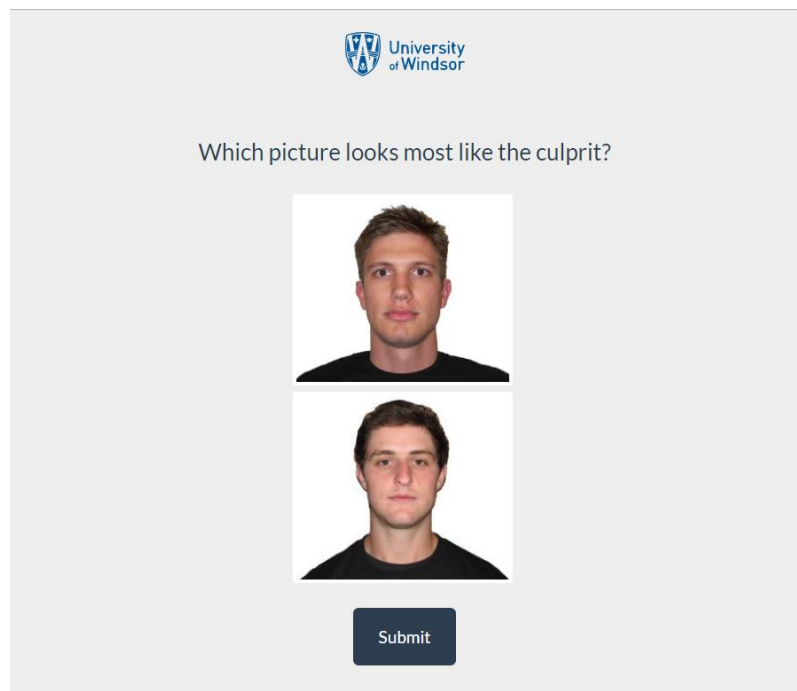 University
of Windsor
Which picture looks most like the culprit?
Submit